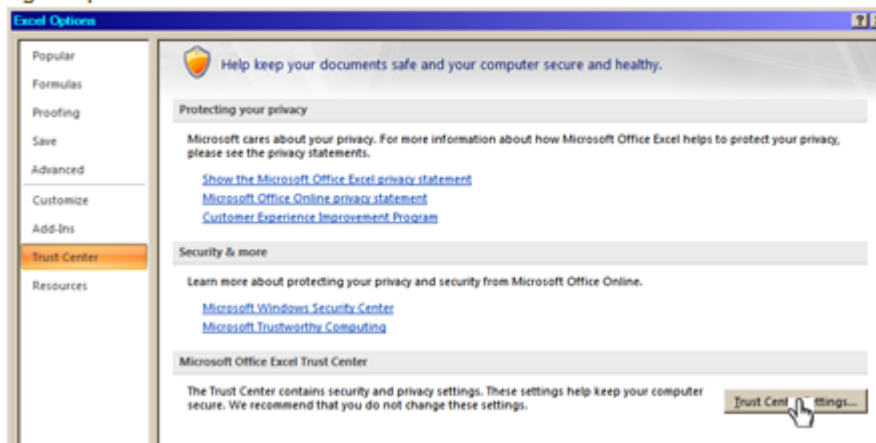 Excel Options
Popular
Formulas
Proofing
Save
Advanced
Customize
Add-Ins
Trust Center
Resources
Help keep your documents safe and your computer secure and healthy.
Protecting your privacy
Microsoft cares about your privacy. For more information about how Microsoft Office Excel helps to protect your privacy,
please see the privacy statements.
Show the Microsoft Office Excel privacy statement
Microsoft Office Online privacy statement
Customer Experience Improvement Program
Security & more
Learn more about protecting your privacy and security from Microsoft Office Online.
Microsoft Windows Security Center
Microsoft Trustworthy Computing
Microsoft Office Excel Trust Center
The Trust Center contains security and privacy settings. These settings help keep your computer
secure. We recommend that you do not change these settings.
Trust Cent ttings...